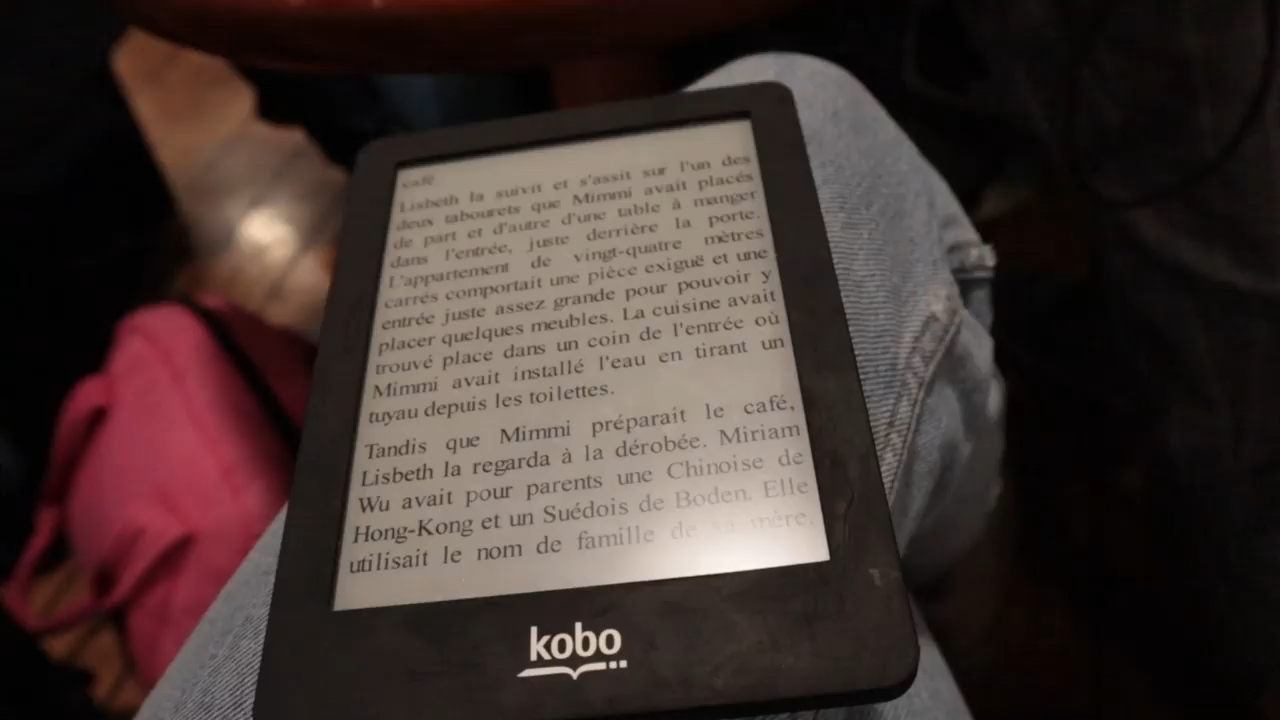 café
Lisbeth la suivit et s'assit sur l'un des
deux tabourets que Mimmi avait placés
de part et d'autre d'une table à manger
dans l'entrée, juste derrière la porte.
L'appartement de vingt-quatre mètres
carrés comportait une pièce exiguë et une
entrée juste assez grande pour pouvoir y
placer quelques meubles. La cuisine avait
trouvé place dans un coin de l'entrée où
Mimmi avait installé l'eau en tirant un
tuyau depuis les toilettes.
Tandis que Mimmi préparait le café,
Lisbeth la regarda à la dérobée. Miriam
Wu avait pour parents une Chinoise de
Hong-Kong et un Suédois de Boden. Elle
utilisait le nom de famille de sa mère.
kobo